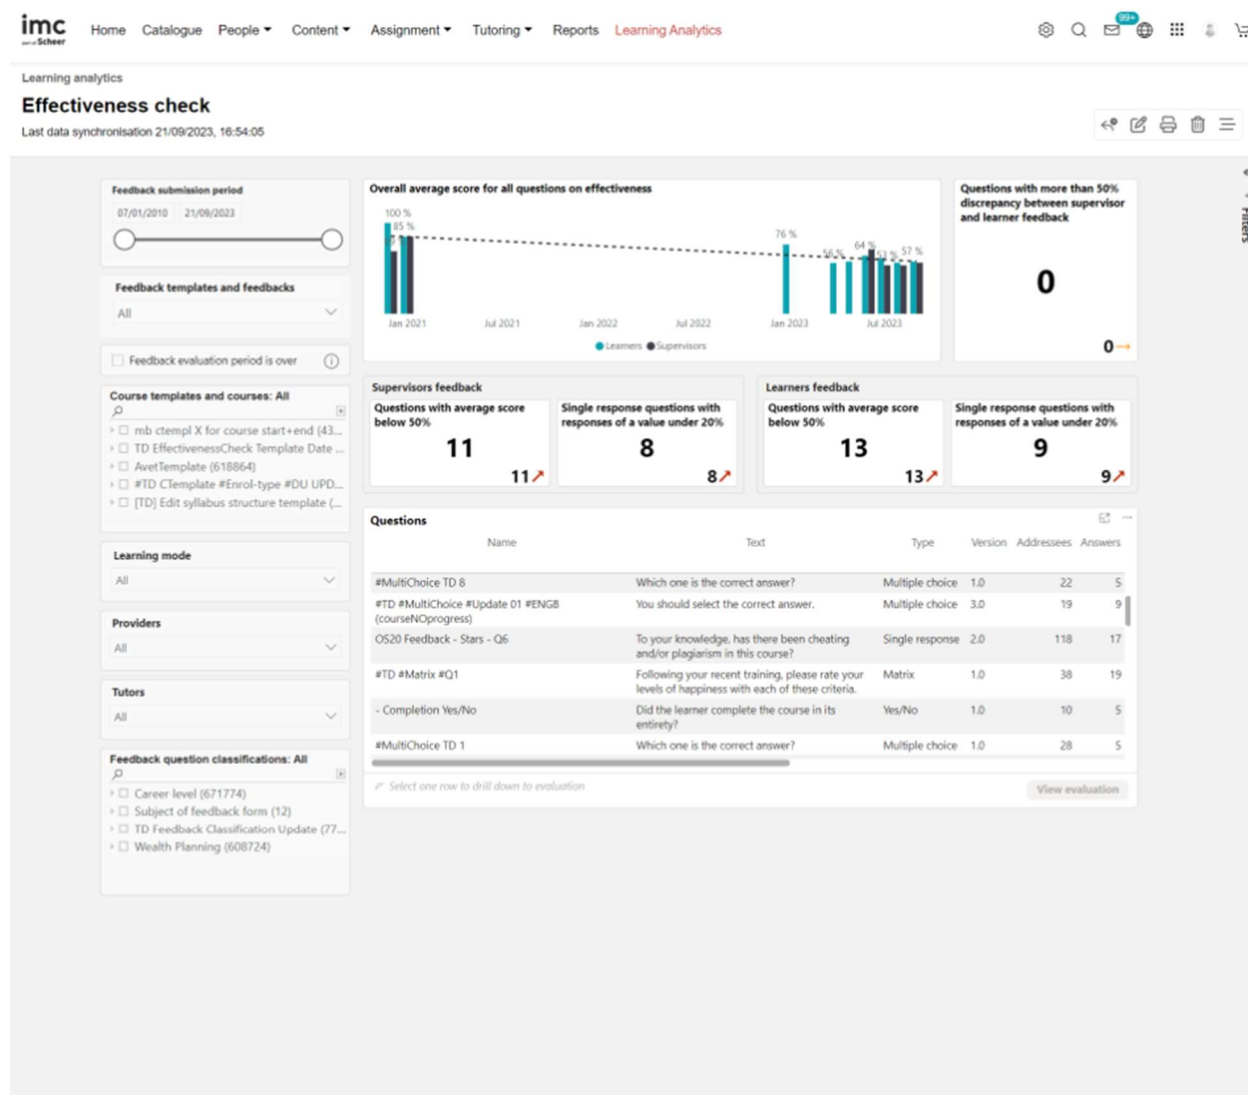 imc
part of Scheer
Home Catalogue People Content Assignment Tutoring Reports Learning Analytics
99+
Learning analytics
Effectiveness check
Last data synchronisation 21/09/2023, 16:54:05
Filters
Feedback submission period
07/01/2010 21/09/2023
Feedback templates and feedbacks
All
Feedback evaluation period is over
Course templates and courses: All
mb ctempl X for course start+end (43...
TD EffectivenessCheck Template Date ...
AvetTemplate (618864)
#TD CTemplate #Enrol-type #DU UPD...
[TD] Edit syllabus structure template (...
Learning mode
All
Providers
All
Tutors
All
Feedback question classifications: All
Career level (671774)
Subject of feedback form (12)
TD Feedback Classification Update (77...
Wealth Planning (608724)
Overall average score for all questions on effectiveness
100 %
85 %
76 %
56 %
64 %
53 %
57 %
Jan 2021 Jul 2021 Jan 2022 Jul 2022 Jan 2023 Jul 2023
Learners Supervisors
Questions with more than 50%
discrepancy between supervisor
and learner feedback
0
0
Supervisors feedback
Questions with average score
below 50%
11
11
Single response questions with
responses of a value under 20%
8
8
Learners feedback
Questions with average score
below 50%
13
13
Single response questions with
responses of a value under 20%
9
9
Questions
Name Text Type Version Addressees Answers
#MultiChoice TD 8 Which one is the correct answer? Multiple choice 1.0 22 5
#TD #MultiChoice #Update 01 #ENGB You should select the correct answer. Multiple choice 3.0 19 9
(courseNOprogress)
OS20 Feedback - Stars - Q6 To your knowledge, has there been cheating Single response 2.0 118 17
and/or plagiarism in this course?
#TD #Matrix #Q1 Following your recent training, please rate your Matrix 1.0 38 19
levels of happiness with each of these criteria.
- Completion Yes/No Did the learner complete the course in its Yes/No 1.0 10 5
entirety?
#MultiChoice TD 1 Which one is the correct answer? Multiple choice 1.0 28 5
Select one row to drill down to evaluation
View evaluation